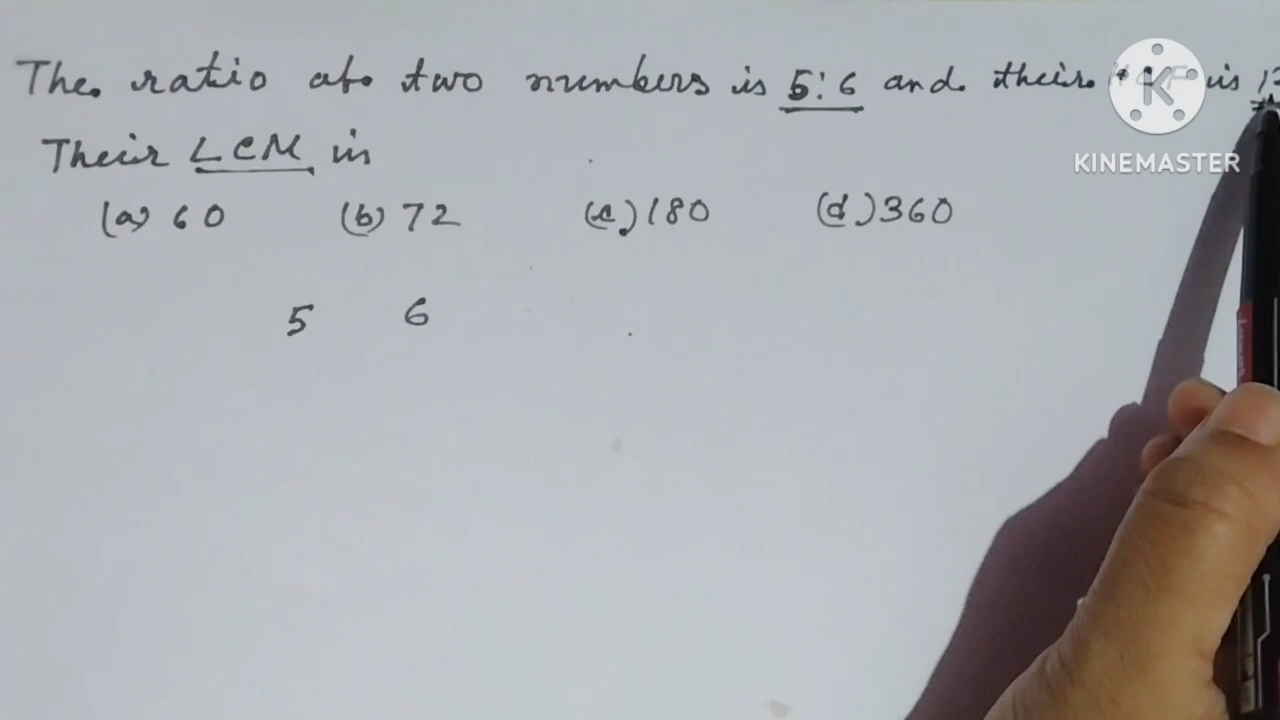 The ratio of two numbers is 5:6 and their is
KINEMASTER
Their LCM is
(a) 60 (b) 72 (c) 180 (d) 360
5 6